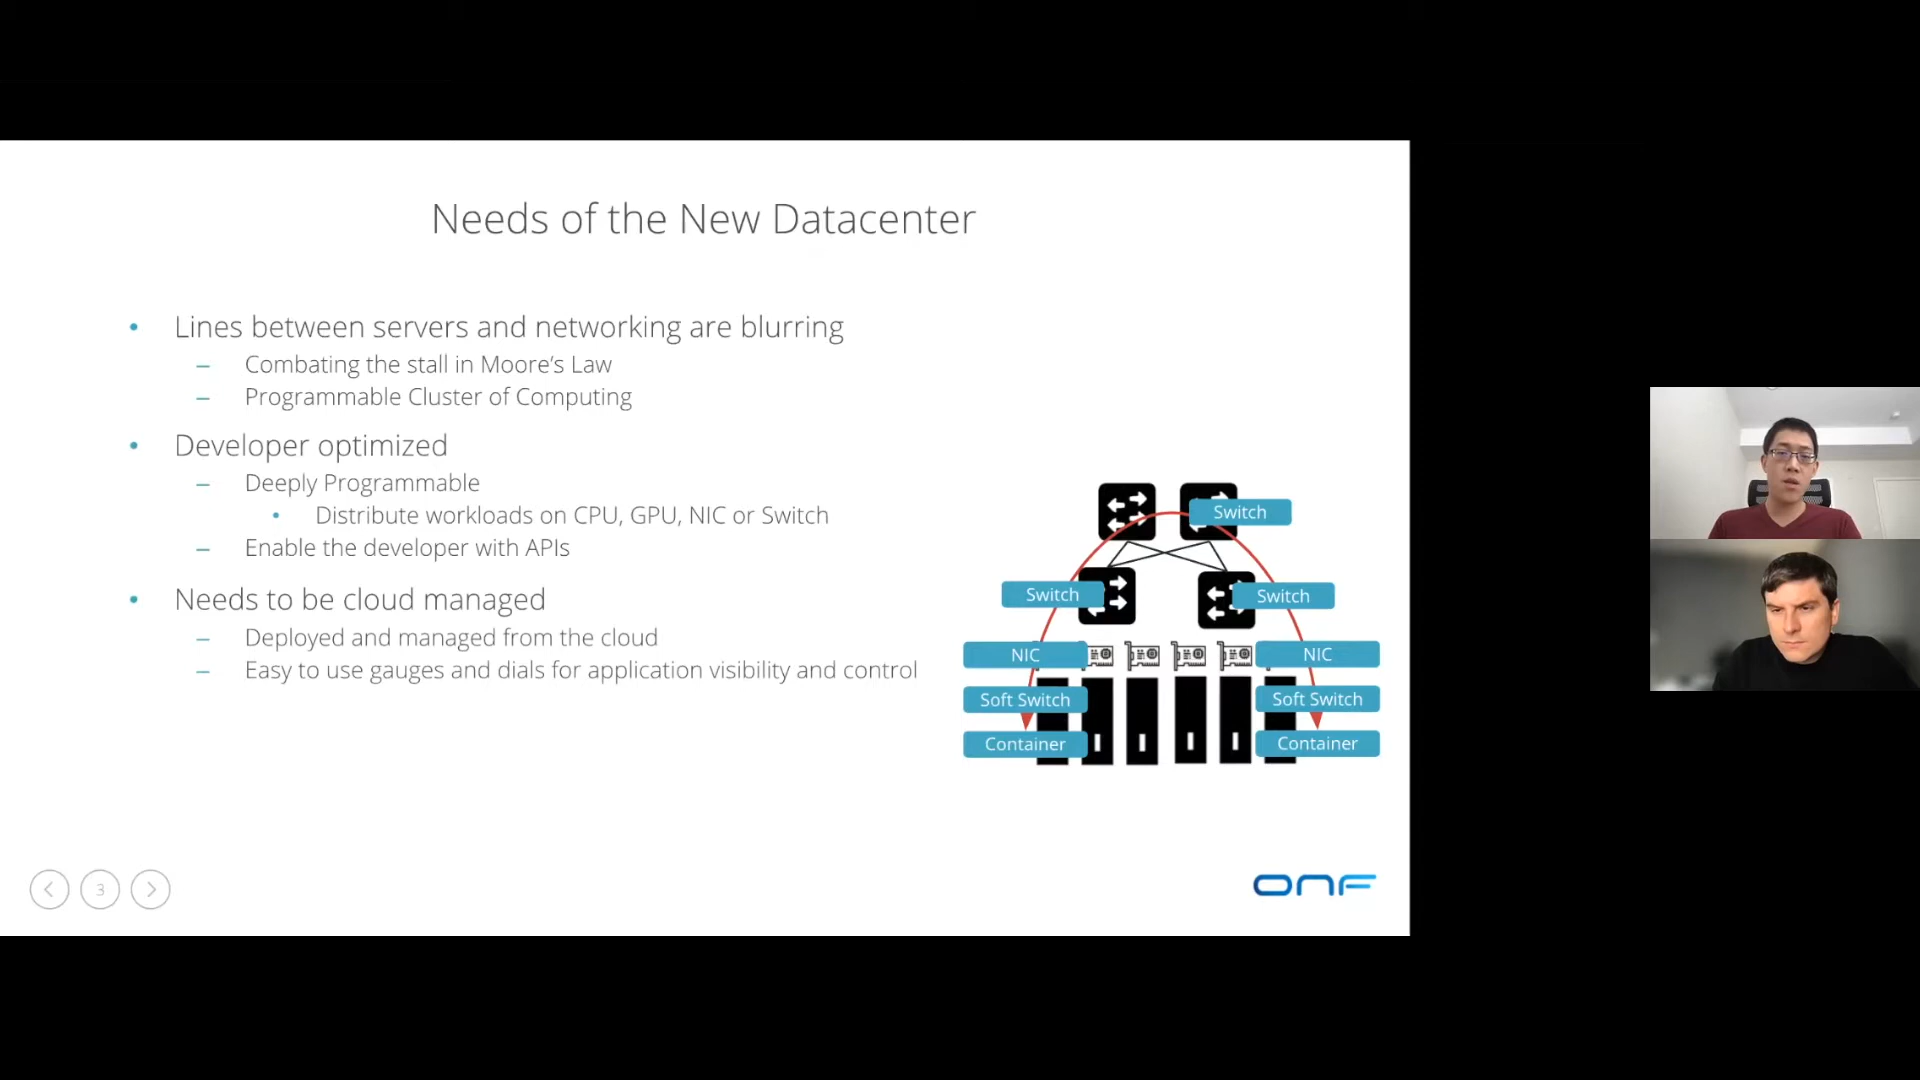 Needs of the New Datacenter
• Lines between servers and networking are blurring
– Combating the stall in Moore’s Law
– Programmable Cluster of Computing
• Developer optimized
– Deeply Programmable
• Distribute workloads on CPU, GPU, NIC or Switch
– Enable the developer with APIs
• Needs to be cloud managed
– Deployed and managed from the cloud
– Easy to use gauges and dials for application visibility and control
Switch
Switch
Switch
NIC
NIC
Soft Switch
Soft Switch
Container
Container
3
ONF